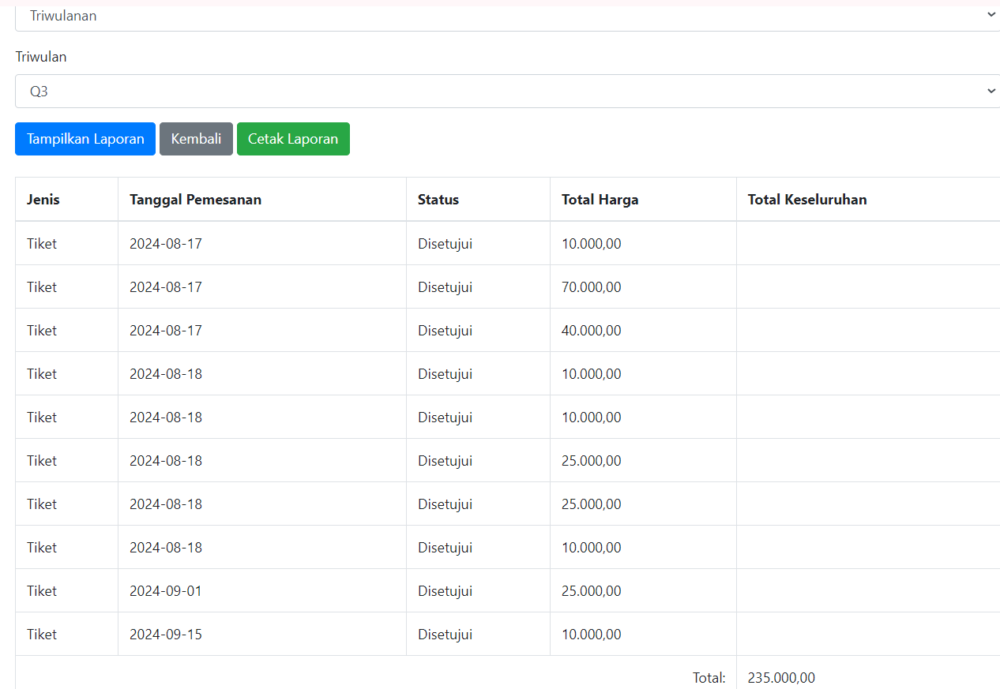 Triwulanan
Triwulan
Q3
Tampilkan Laporan Kembali Cetak Laporan
Jenis Tanggal Pemesanan Status Total Harga Total Keseluruhan
Tiket 2024-08-17 Disetujui 10.000,00
Tiket 2024-08-17 Disetujui 70.000,00
Tiket 2024-08-17 Disetujui 40.000,00
Tiket 2024-08-18 Disetujui 10.000,00
Tiket 2024-08-18 Disetujui 10.000,00
Tiket 2024-08-18 Disetujui 25.000,00
Tiket 2024-08-18 Disetujui 25.000,00
Tiket 2024-08-18 Disetujui 10.000,00
Tiket 2024-09-01 Disetujui 25.000,00
Tiket 2024-09-15 Disetujui 10.000,00
Total: 235.000,00